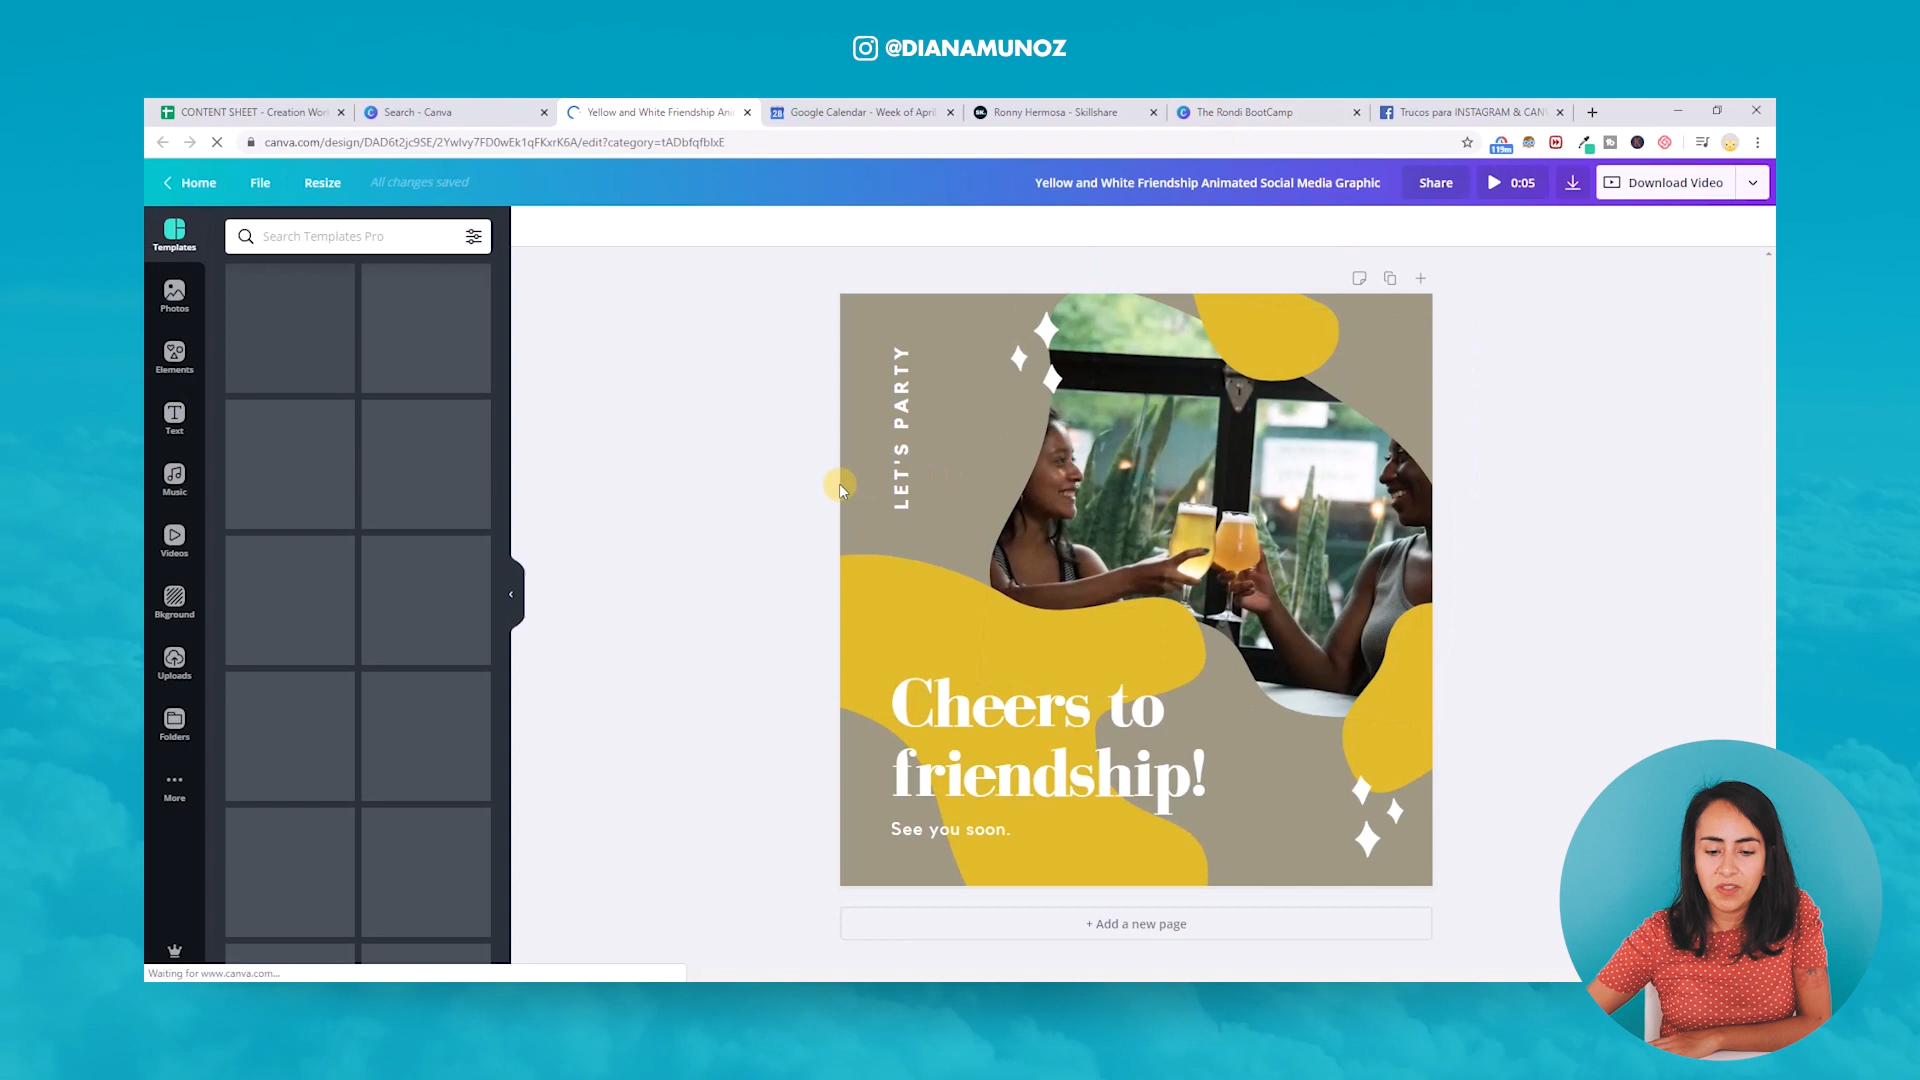 @DIANAMUNOZ
CONTENT SHEET - Creation Wor
Search - Canva
Yellow and White Friendship Ani
28
Google Calendar - Week of April
Ronny Hermosa - Skillshare
The Rondi BootCamp
Trucos para INSTAGRAM & CAN
canva.com/design/DAD6t2jc9SE/2Ywlvy7FD0wEk1qFKxrK6A/edit?category=tADbfqfbIxE
119m
Home
File
Resize
All changes saved
Yellow and White Friendship Animated Social Media Graphic
Share
0:05
Download Video
Templates
Search Templates Pro
Photos
Elements
Text
Music
Videos
Bkground
Uploads
Folders
More
LET'S PARTY
Cheers to
friendship!
See you soon.
+ Add a new page
Waiting for www.canva.com...